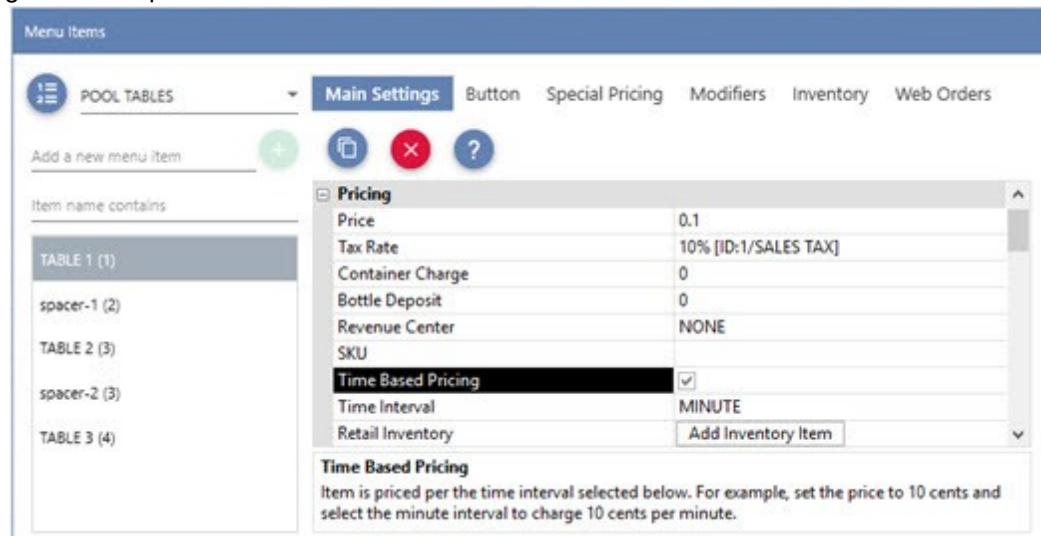 Menu Items
POOL TABLES
Main Settings Button Special Pricing Modifiers Inventory Web Orders
Add a new menu item
Item name contains
TABLE 1 (1)
spacer-1 (2)
TABLE 2 (3)
spacer-2 (3)
TABLE 3 (4)
Pricing
Price 0.1
Tax Rate 10% [ID:1/SALES TAX]
Container Charge 0
Bottle Deposit 0
Revenue Center NONE
SKU
Time Based Pricing
Time Interval MINUTE
Retail Inventory Add Inventory Item
Time Based Pricing
Item is priced per the time interval selected below. For example, set the price to 10 cents and
select the minute interval to charge 10 cents per minute.